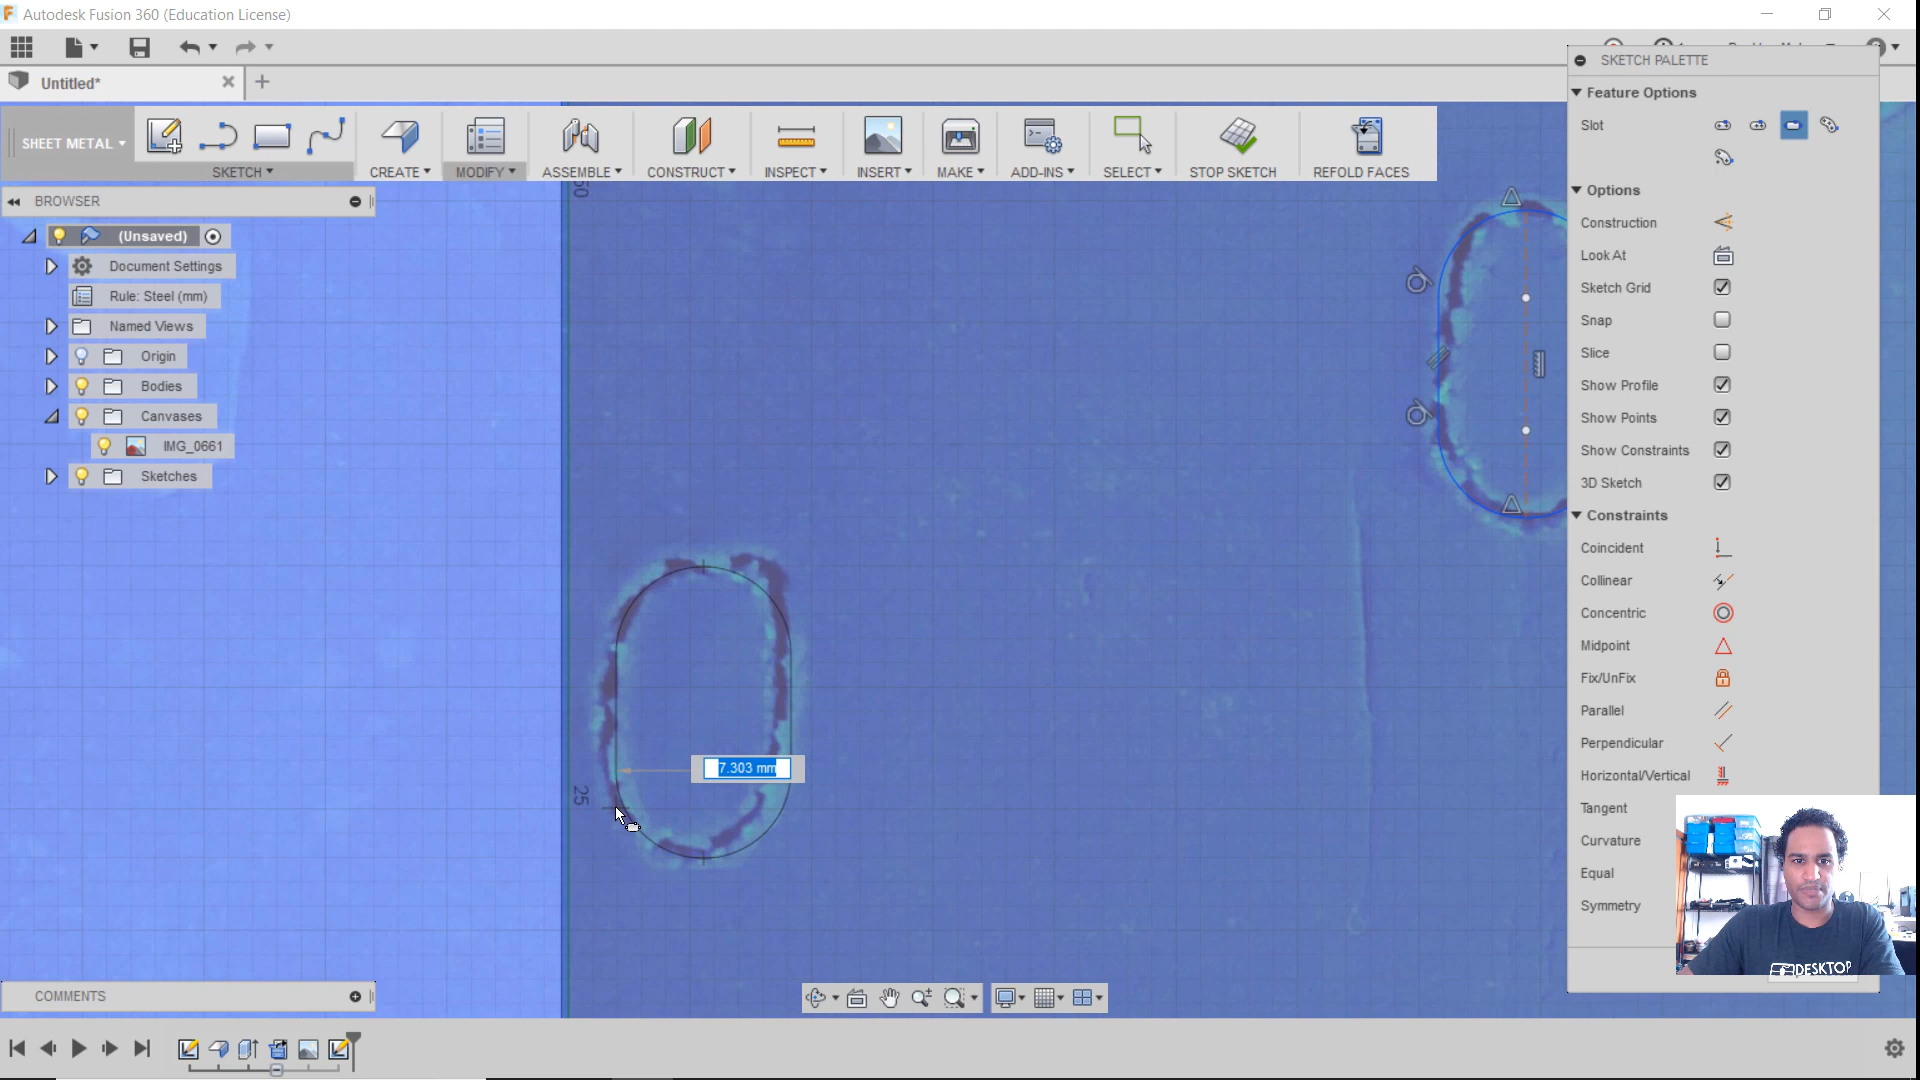 Autodesk Fusion 360 (Education License)
Untitled*
SHEET METAL
SKETCH
CREATE
MODIFY
ASSEMBLE
CONSTRUCT
INSPECT
INSERT
MAKE
ADD-INS
SELECT
STOP SKETCH
REFOLD FACES
BROWSER
(Unsaved)
Document Settings
Rule: Steel (mm)
Named Views
Origin
Bodies
Canvases
IMG_0661
Sketches
50
25
7.303 mm
SKETCH PALETTE
Feature Options
Slot
Options
Construction
Look At
Sketch Grid
Snap
Slice
Show Profile
Show Points
Show Constraints
3D Sketch
Constraints
Coincident
Collinear
Concentric
Midpoint
Fix/UnFix
Parallel
Perpendicular
Horizontal/Vertical
Tangent
Curvature
Equal
Symmetry
DESKTOP
COMMENTS